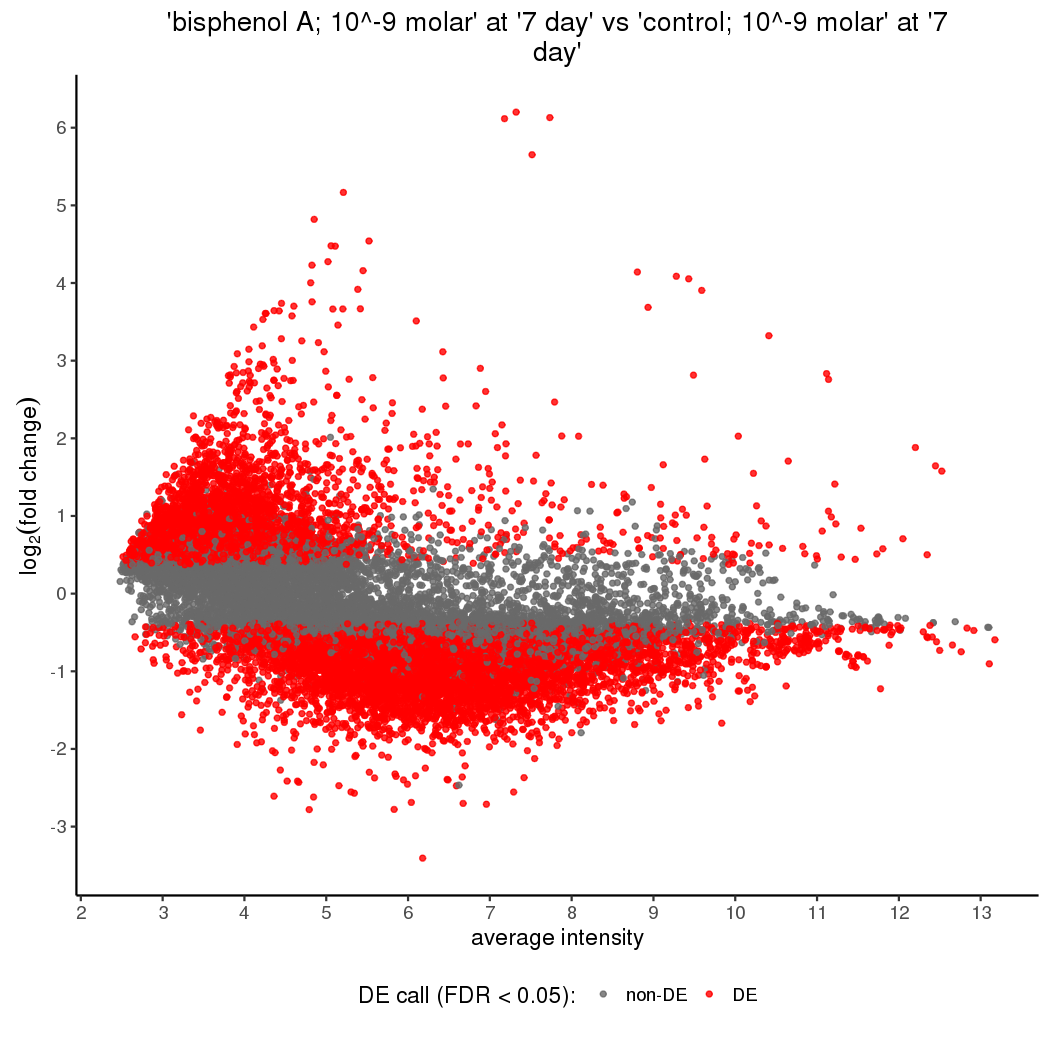 'bisphenol A; 10^-9 molar' at '7 day' vs 'control; 10^-9 molar' at '7
day'
log₂(fold change)
6
5
4
3
2
1
0
-1
-2
-3
2 3 4 5 6 7 8 9 10 11 12 13
average intensity
DE call (FDR < 0.05): non-DE DE